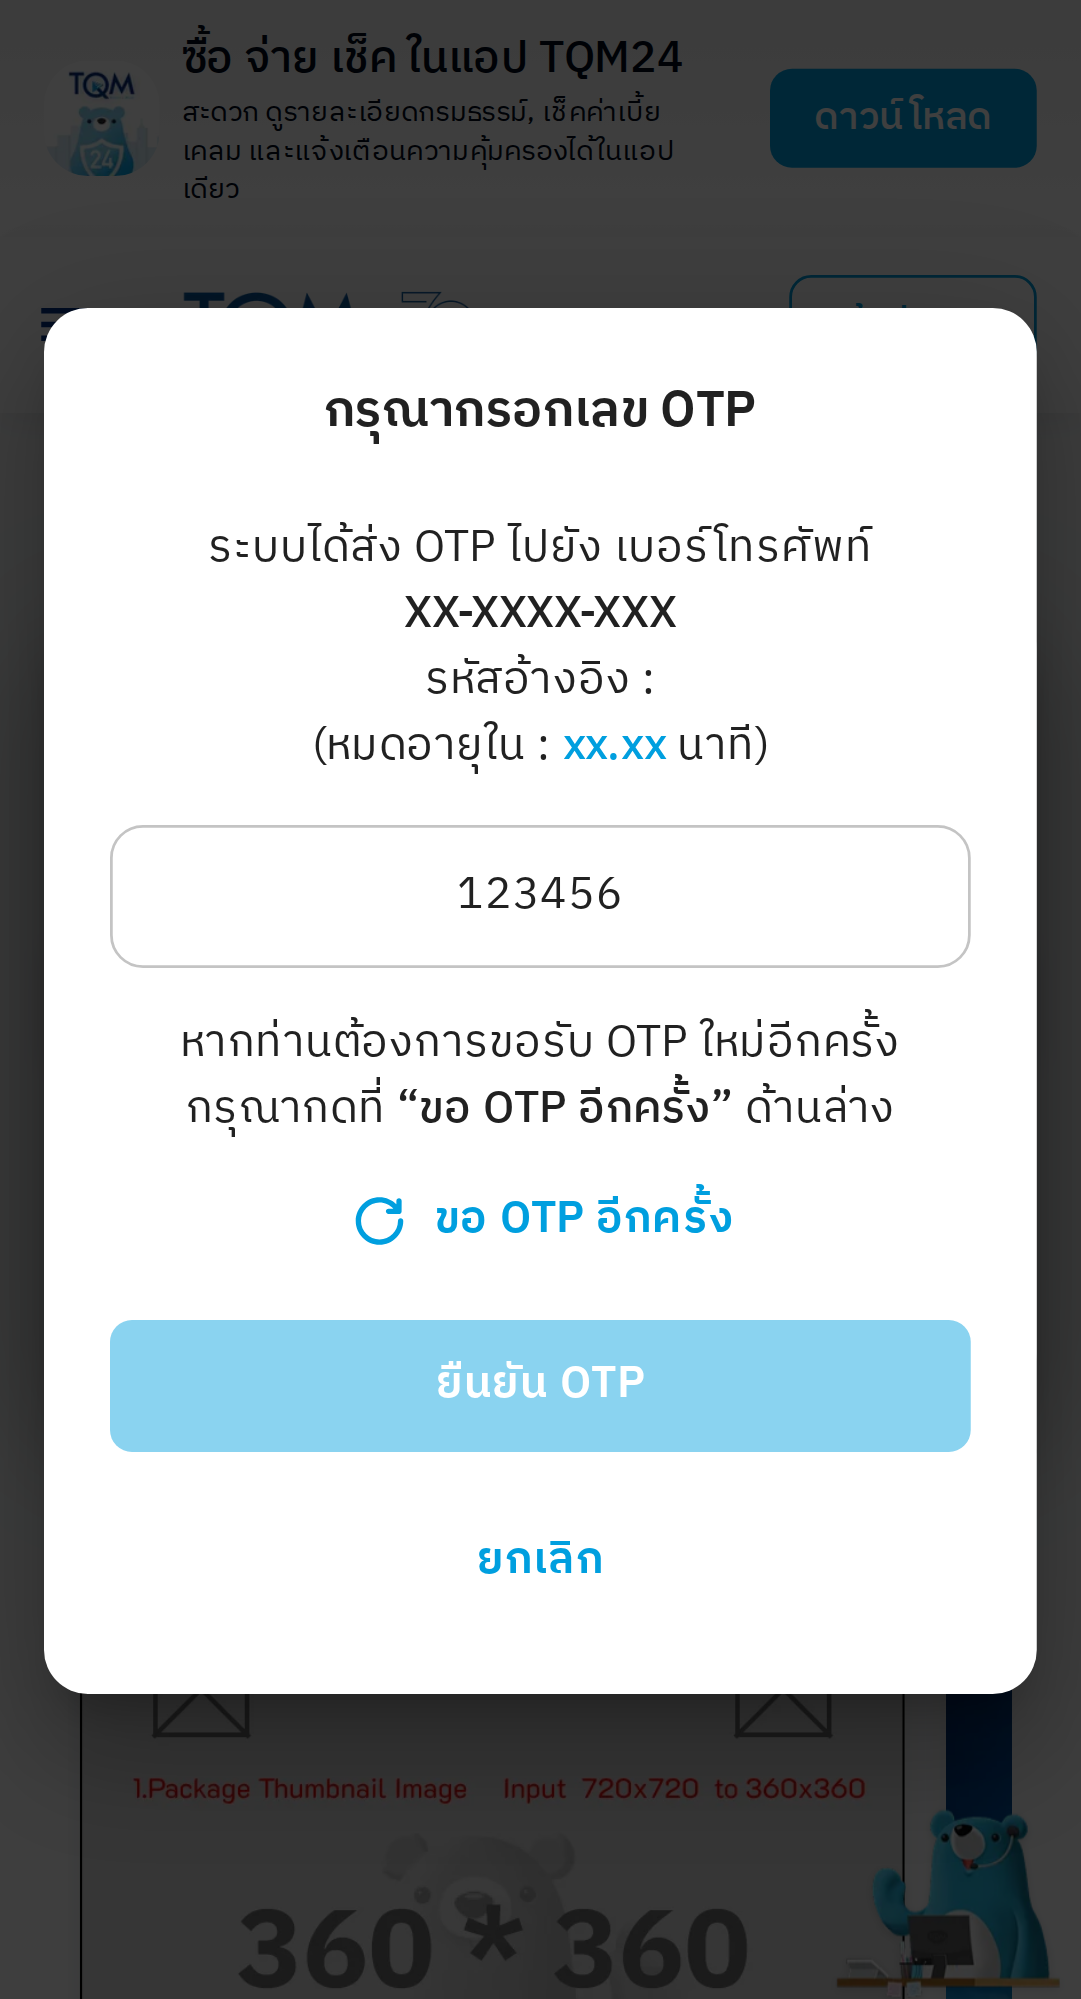 ซื้อ จ่าย เช็ค ในแอป TQM24
TQM
24
สะดวก ดูรายละเอียดกรมธรรม์, เช็คค่าเบี้ย
เคลม และแจ้งเตือนความคุ้มครองได้ในแอป
เดียว
ดาวน์โหลด
กรุณากรอกเลข OTP
ระบบได้ส่ง OTP ไปยัง เบอร์โทรศัพท์
XX-XXXX-XXX
รหัสอ้างอิง :
(หมดอายุใน : xx.xx นาที)
123456
หากท่านต้องการขอรับ OTP ใหม่อีกครั้ง
กรุณากดที่ “ขอ OTP อีกครั้ง” ด้านล่าง
ขอ OTP อีกครั้ง
ยืนยัน OTP
ยกเลิก
1.Package Thumbnail Image Input 720x720 to 360x360
360 * 360